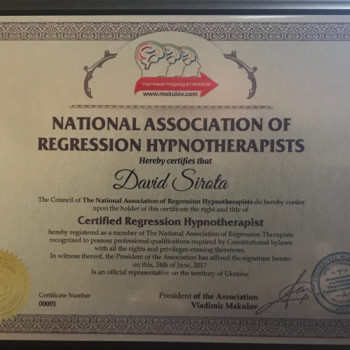 НАУЧНЫЙ ПОДХОД К ГИПНОЗУ
www.makulov.com
NATIONAL ASSOCIATION OF
REGRESSION HYPNOTHERAPISTS
Hereby certifies that
David Sirota
The Council of The National Association of Regression Hypnotherapists do hereby confer
upon the holder of this certificate the right and title of
Certified Regression Hypnotherapist
hereby registered as a member of The National Association of Regression Therapists
recognized to possess professional qualifications required by Constitutional bylaws
with all the rights and privileges ensuing therefrom.
In witness thereof, the President of the Association has affixed the signature hereto
on this, 24th of June, 2017
Is an official representative on the territory of Ukraine
Certificate Number
00001
President of the Association
Vladimir Makulov